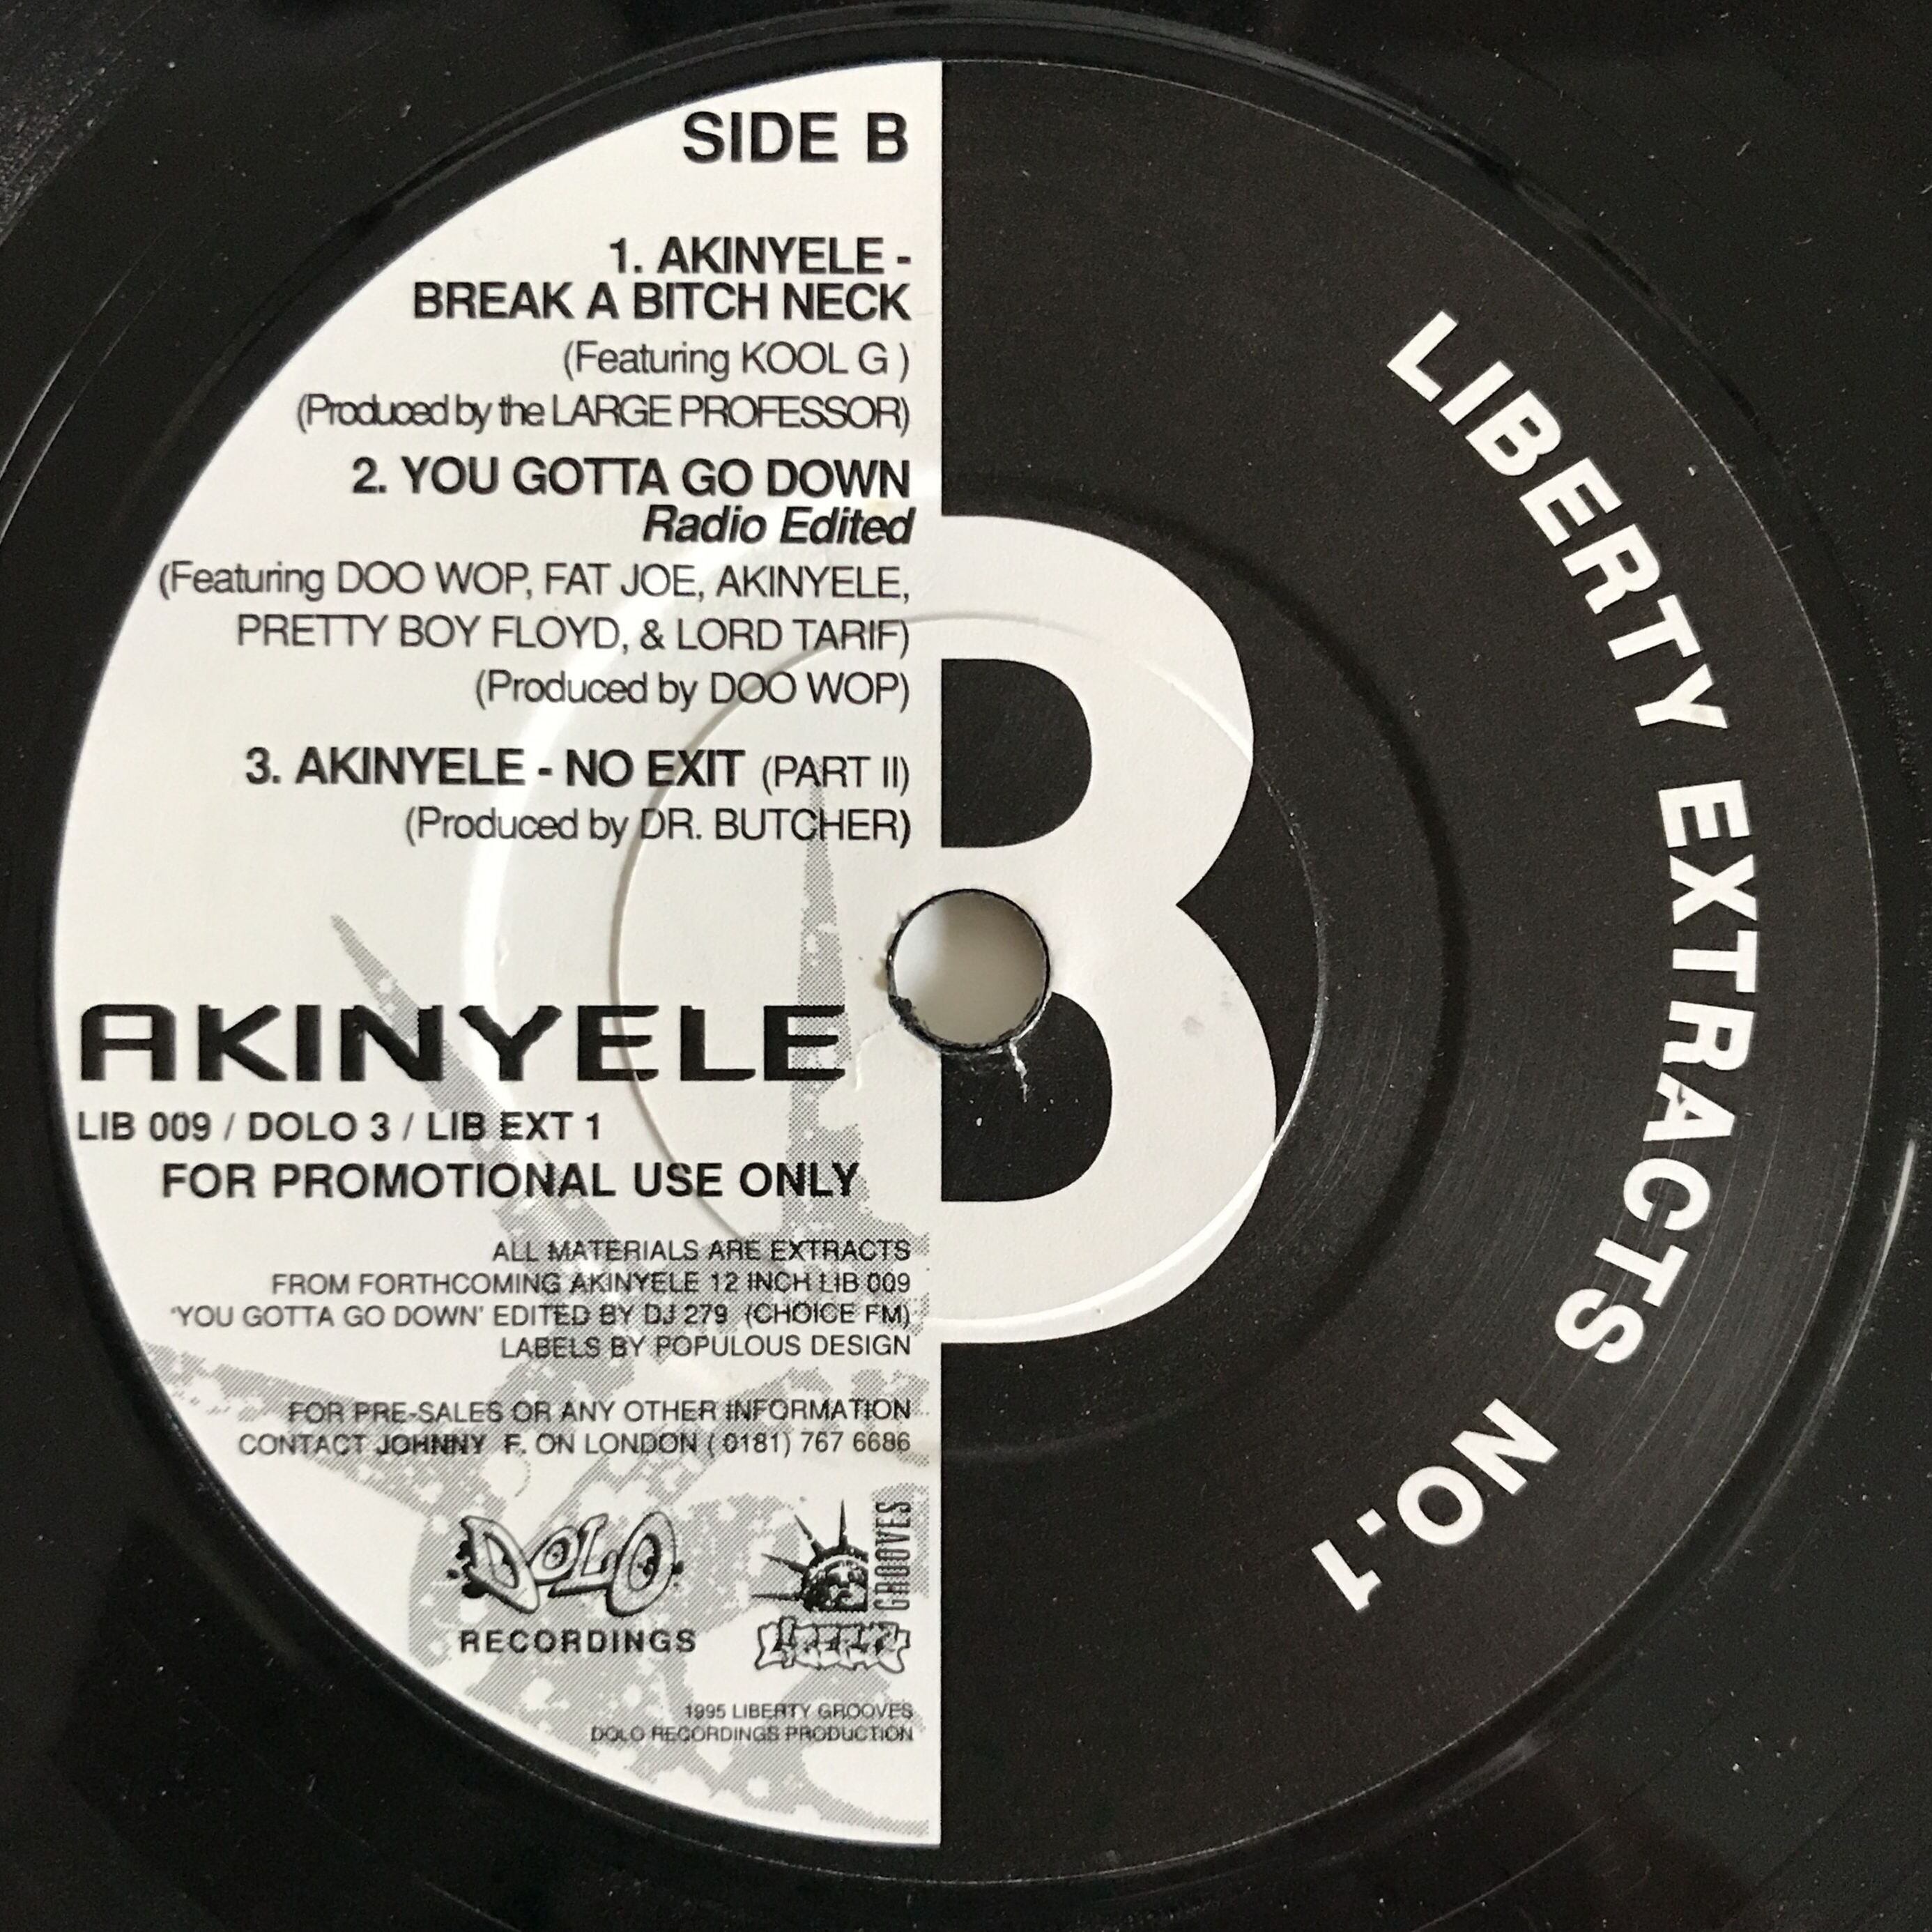 SIDE B
1. AKINYELE -
BREAK A BITCH NECK
(Featuring KOOL G )
(Produced by the LARGE PROFESSOR)
2. YOU GOTTA GO DOWN
Radio Edited
(Featuring DOO WOP, FAT JOE, AKINYELE,
PRETTY BOY FLOYD, & LORD TARIF)
(Produced by DOO WOP)
3. AKINYELE - NO EXIT (PART II)
(Produced by DR. BUTCHER)
AKINYELE
LIB 009 / DOLO 3 / LIB EXT 1
FOR PROMOTIONAL USE ONLY
ALL MATERIALS ARE EXTRACTS
FROM FORTHCOMING AKINYELE 12 INCH LIB 009
'YOU GOTTA GO DOWN' EDITED BY DJ 279 (CHOICE FM)
LABELS BY POPULOUS DESIGN
FOR PRE-SALES OR ANY OTHER INFORMATION
CONTACT JOHNNY F. ON LONDON ( 0181) 767 6686
DOLO
RECORDINGS
GROOVES
LIBERTY
1995 LIBERTY GROOVES
DOLO RECORDINGS PRODUCTION
B
LIBERTY EXTRACTS NO.1